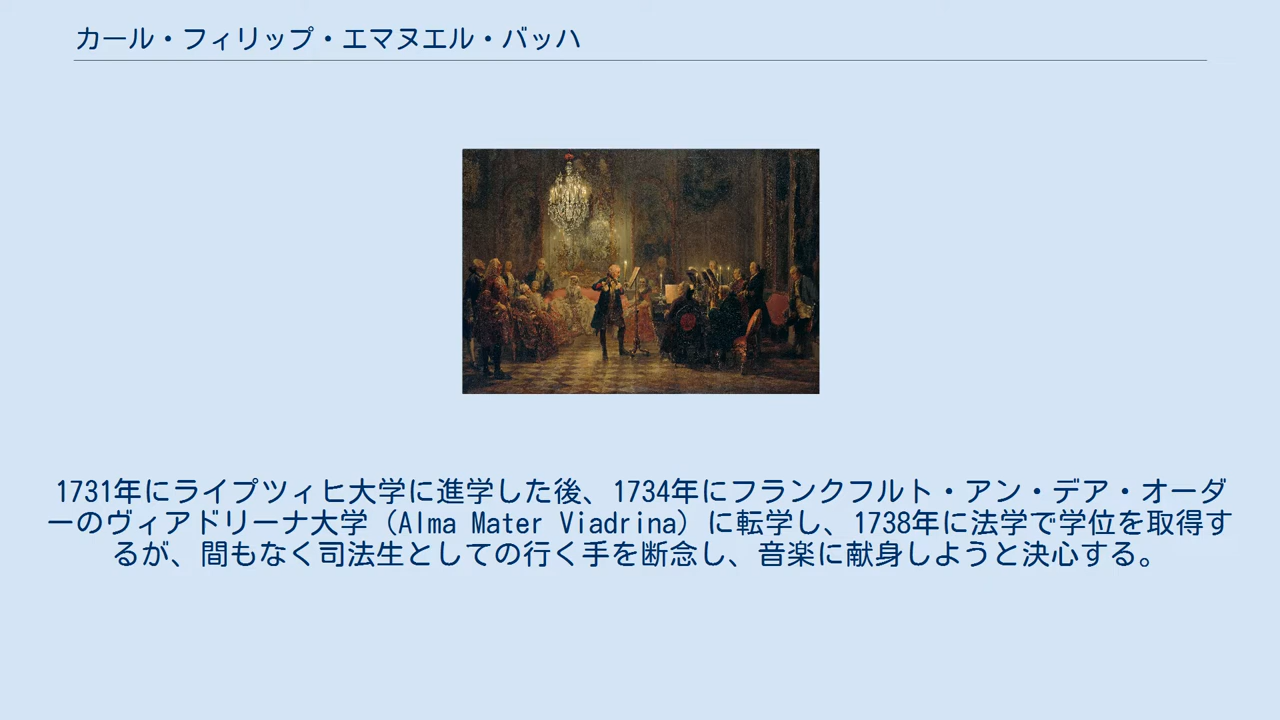 カール・フィリップ・エマヌエル・バッハ
1731年にライプツィヒ大学に進学した後、1734年にフランクフルト・アン・デア・オーダ
ーのヴィアドリーナ大学（Alma Mater Viadrina）に転学し、1738年に法学で学位を取得す
るが、間もなく司法生としての行く手を断念し、音楽に献身しようと決心する。